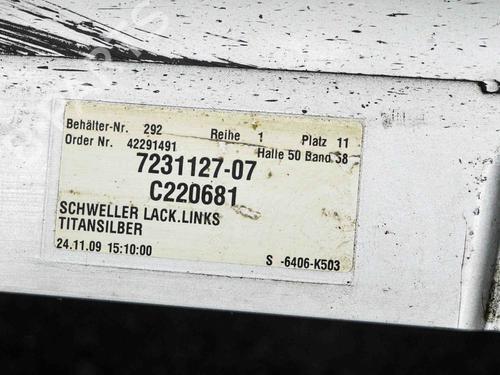 Behälter-Nr. 292 Reihe 1 Platz 11
Order Nr. 42291491 Halle 50 Band 38
7231127-07
C220681
SCHWELLER LACK.LINKS
TITANSILBER
24.11.09 15:10:00 S -6406-K503